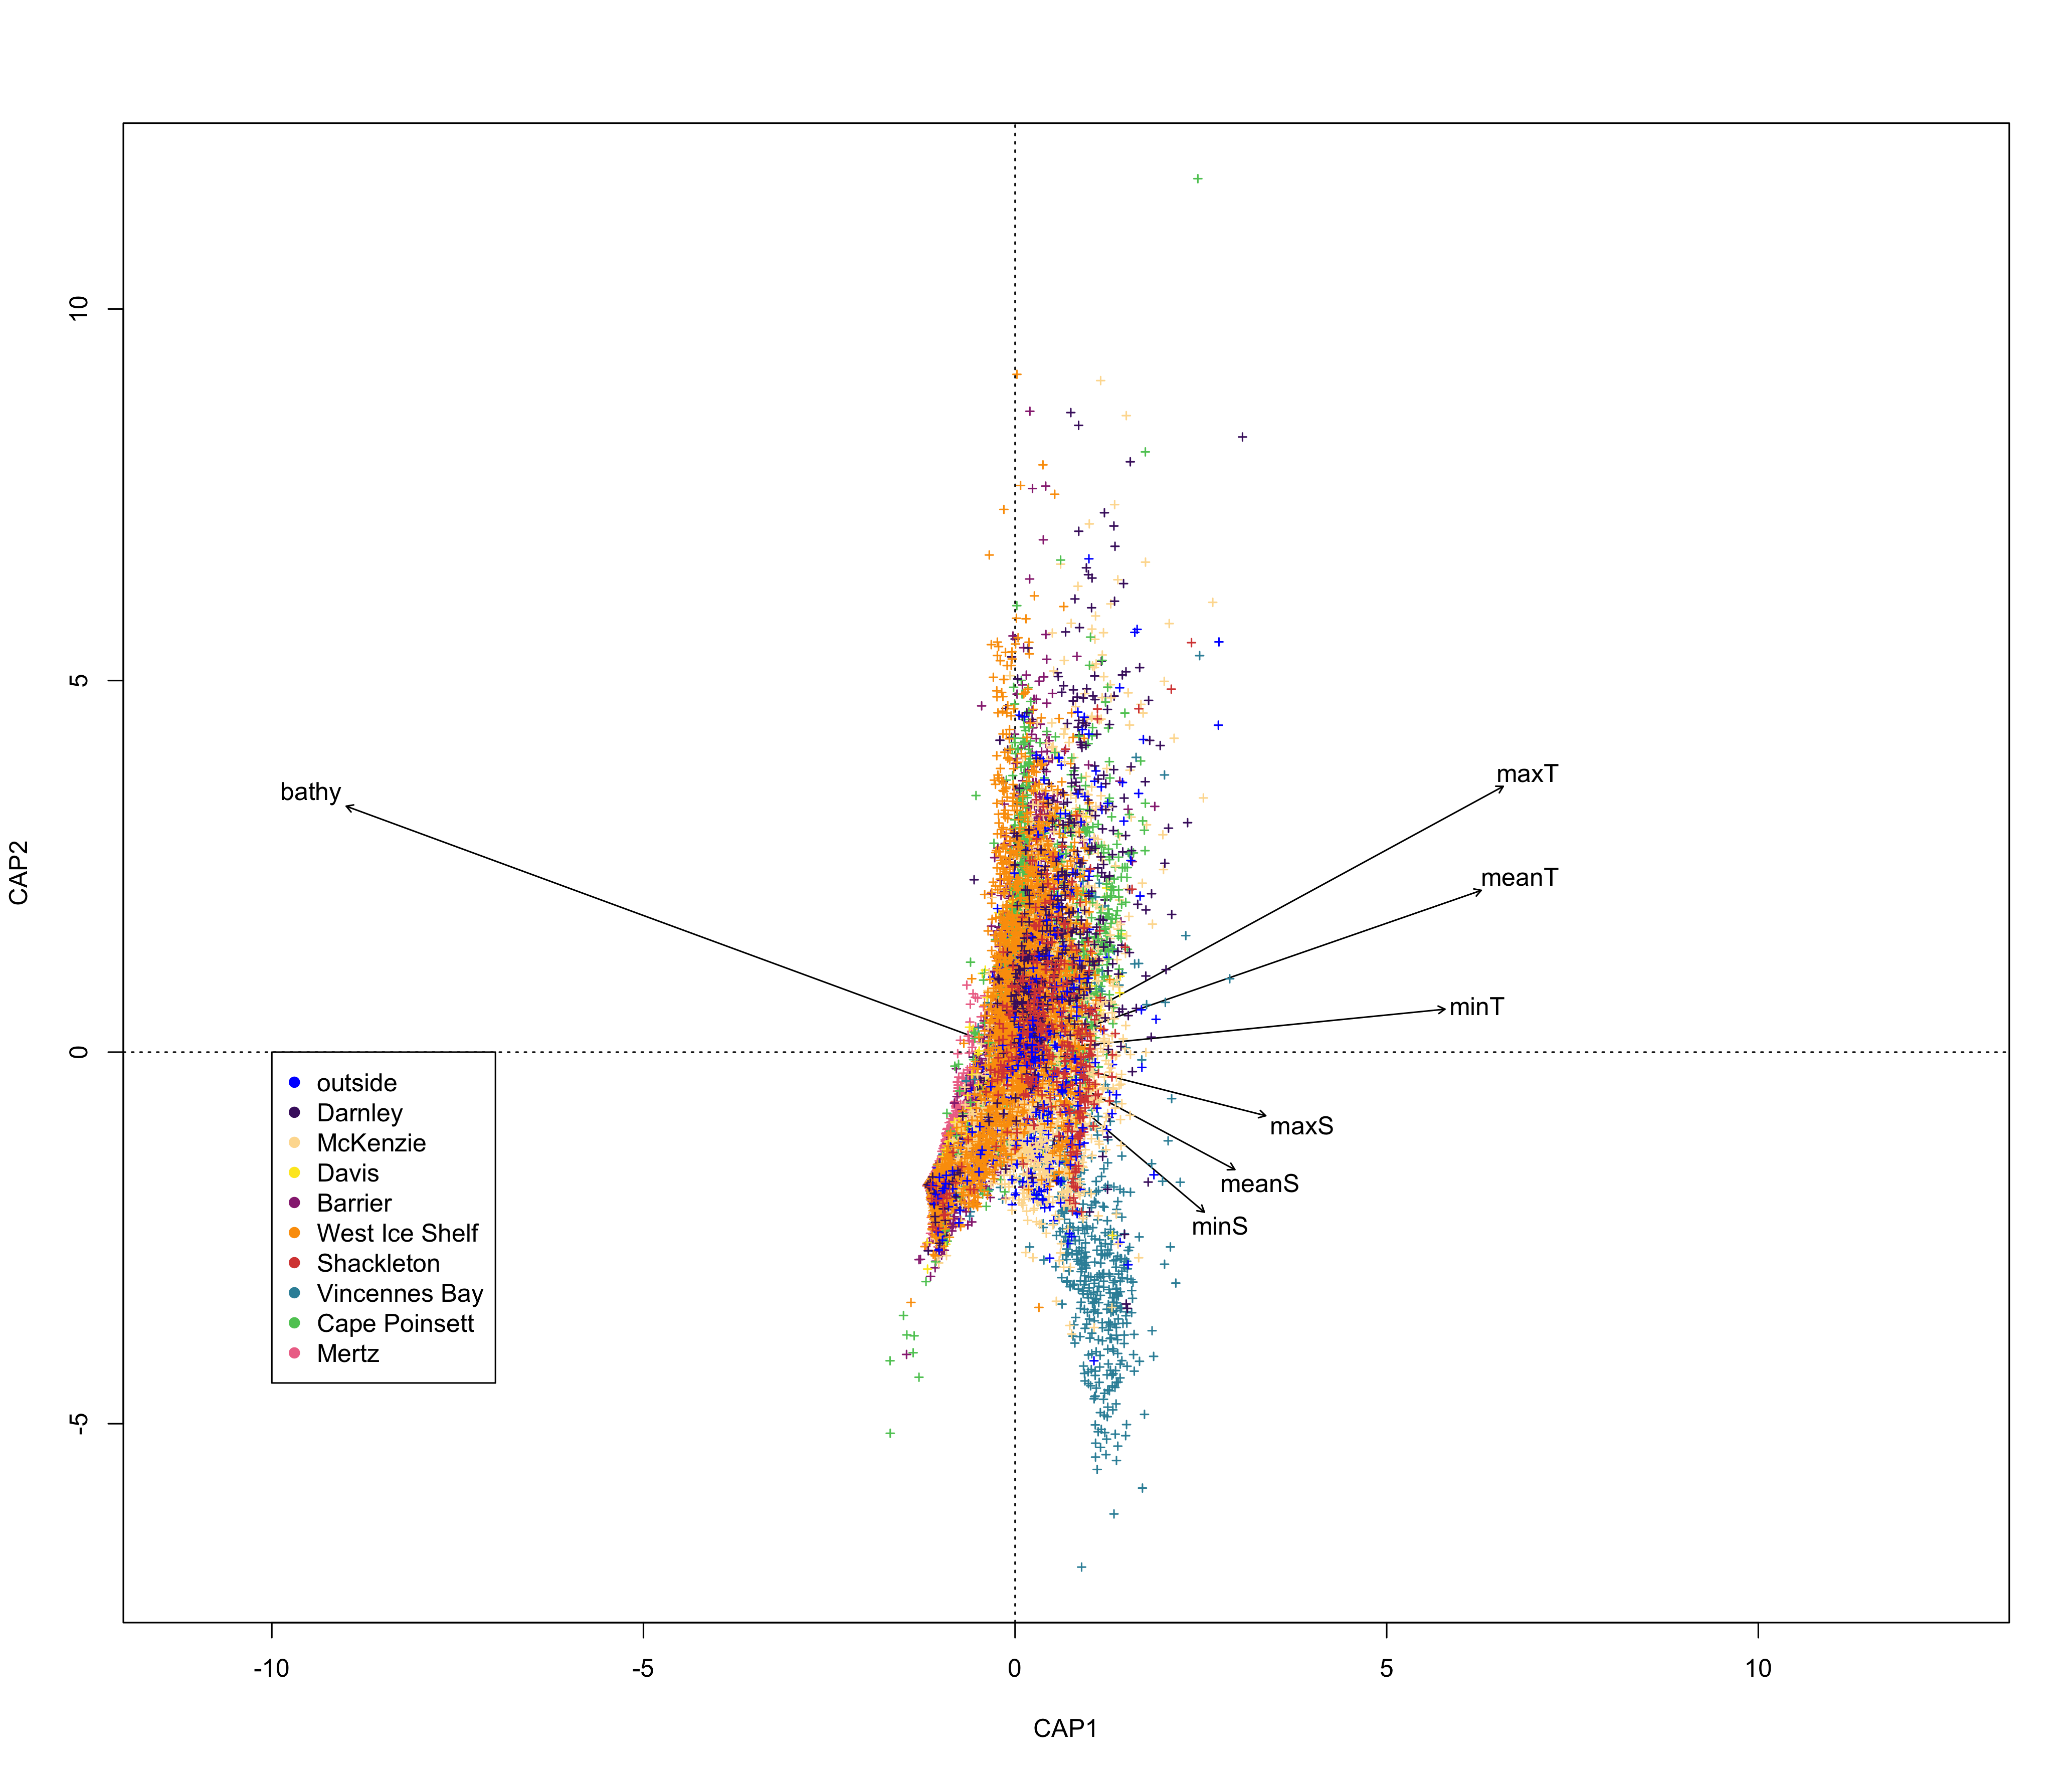 10
5
0
-5
CAP2
bathy
maxT
meanT
minT
maxS
meanS
minS
outside
Darnley
McKenzie
Davis
Barrier
West Ice Shelf
Shackleton
Vincennes Bay
Cape Poinsett
Mertz
-10 -5 0 5 10
CAP1